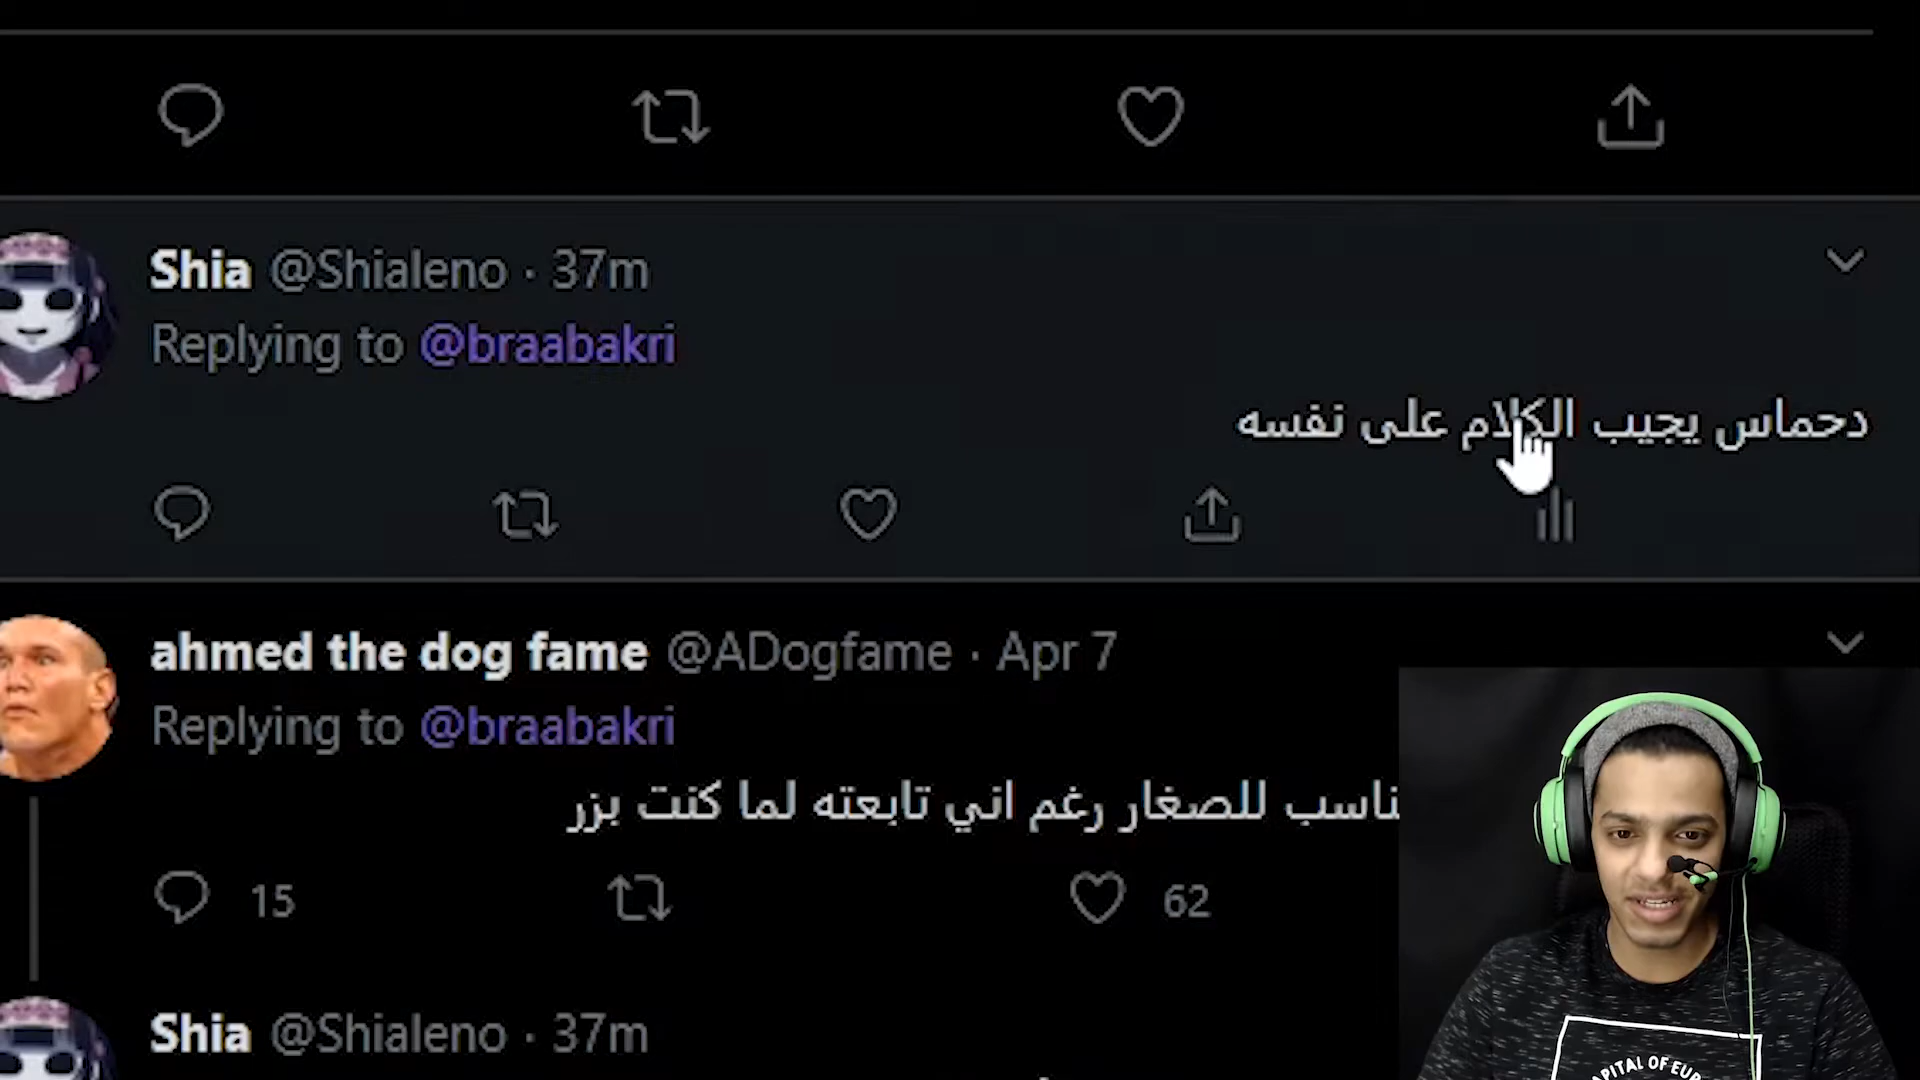 Shia @Shialeno · 37m
Replying to @braabakri
دحماس يجيب الكلام على نفسه
ahmed the dog fame @ADogfame · Apr 7
Replying to @braabakri
للصغار رغم اني تابعته لما كنت بزر
15 62
Shia @Shialeno · 37m
OF